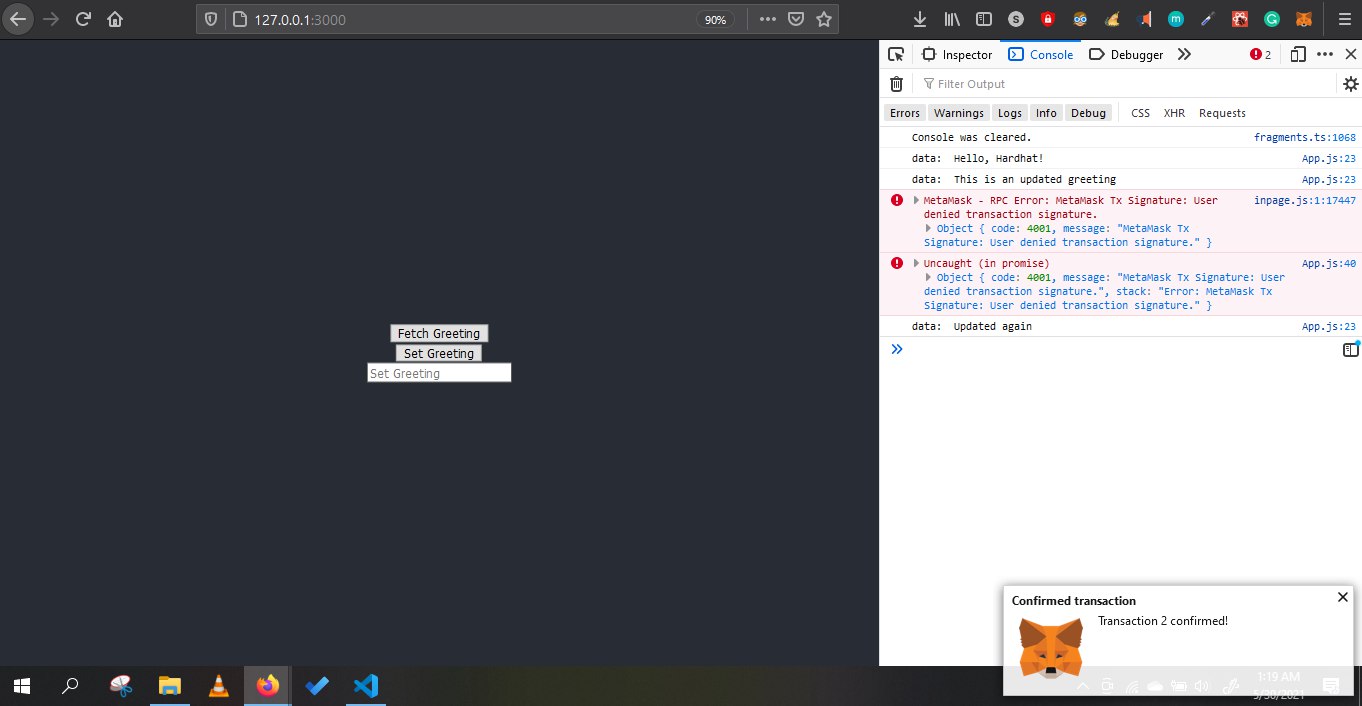 127.0.0.1:3000
90%
S
m
Inspector
Console
Debugger
2
Filter Output
Errors
Warnings
Logs
Info
Debug
CSS
XHR
Requests
Console was cleared.
fragments.ts:1068
data: Hello, Hardhat!
App.js:23
data: This is an updated greeting
App.js:23
MetaMask - RPC Error: MetaMask Tx Signature: User
inpage.js:1:17447
denied transaction signature.
Object { code: 4001, message: "MetaMask Tx
Signature: User denied transaction signature." }
Uncaught (in promise)
App.js:40
Object { code: 4001, message: "MetaMask Tx Signature: User
denied transaction signature.", stack: "Error: MetaMask Tx
Signature: User denied transaction signature." }
data: Updated again
App.js:23
Fetch Greeting
Set Greeting
Set Greeting
Confirmed transaction
Transaction 2 confirmed!
1:19 AM
5/30/2021